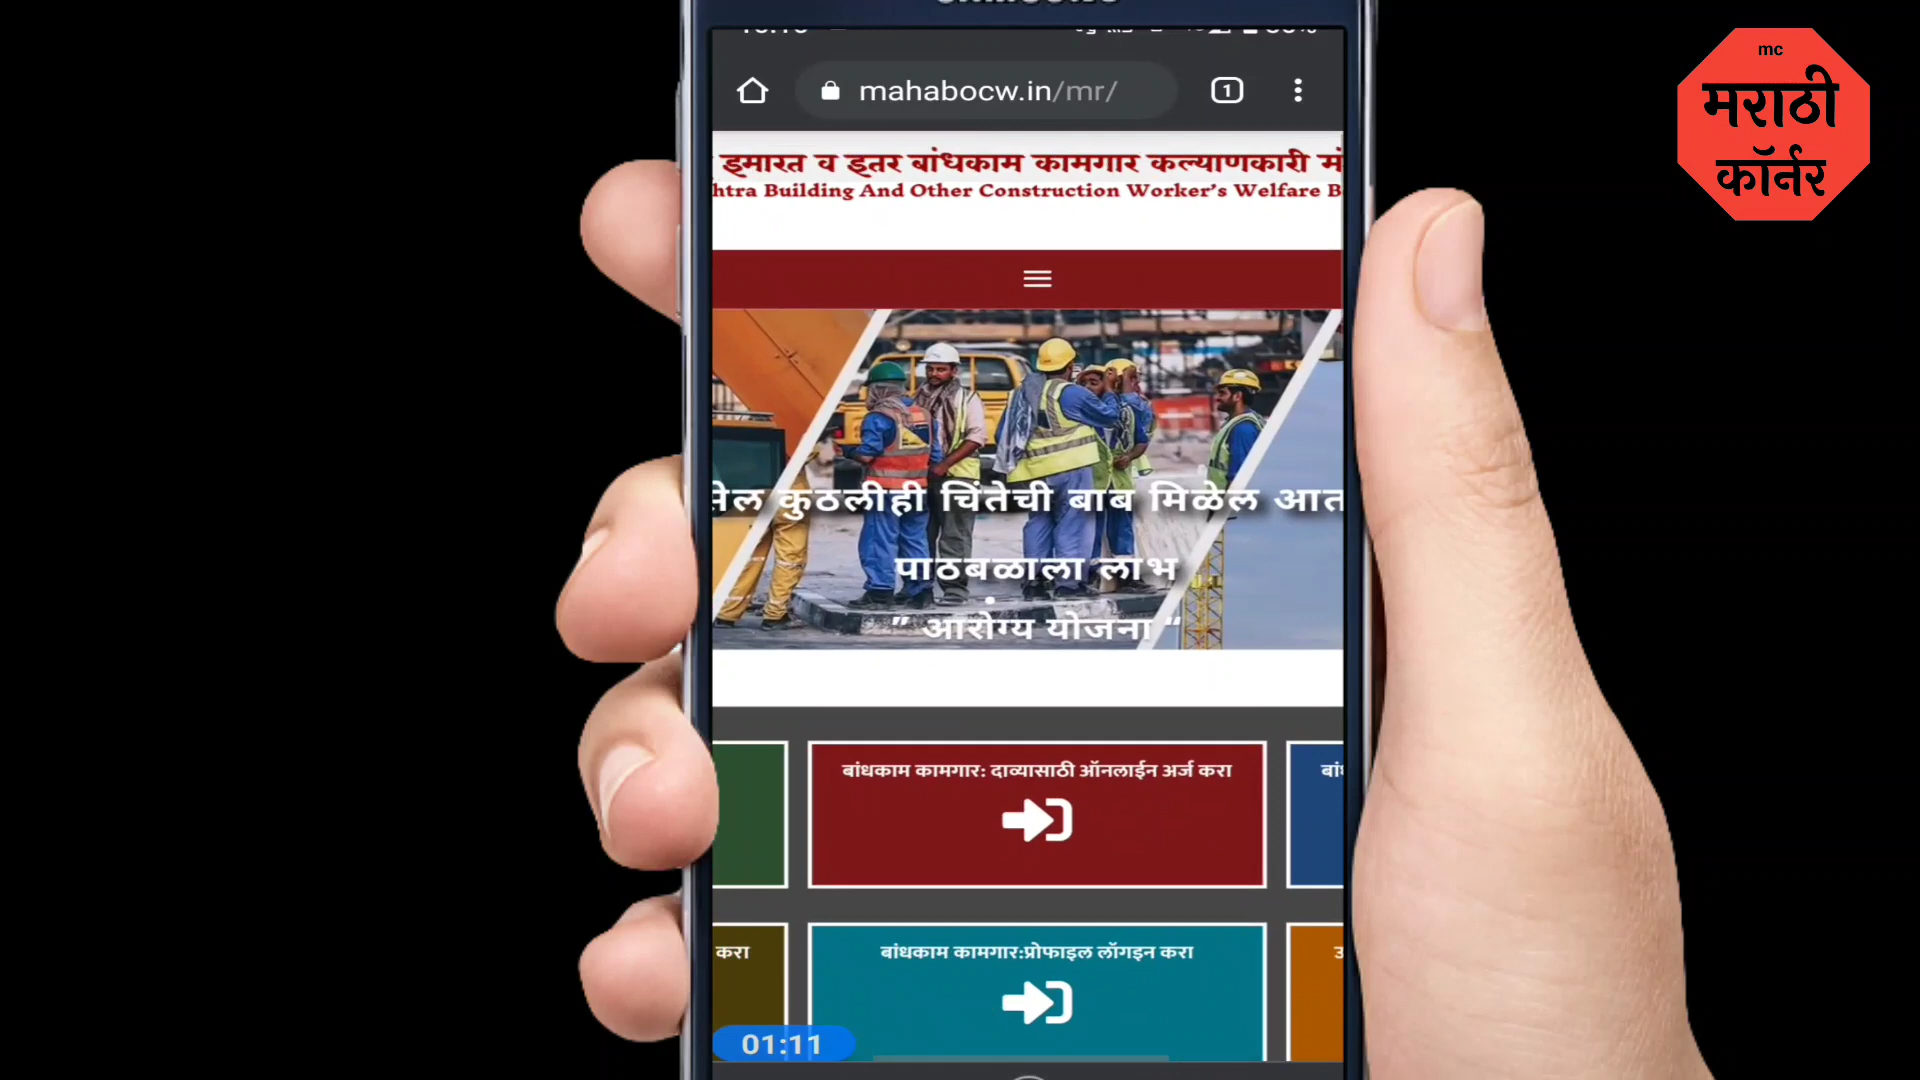 mc
मराठी
कॉर्नर
mahabocw.in/mr/
1
इमारत व इतर बांधकाम कामगार कल्याणकारी
Building And Other Construction Worker's Welfare
कुठलीही चिंतेची बाब मिळेल
पाठबळाला लाभ
" आरोग्य योजना "
बांधकाम कामगार: दाव्यासाठी ऑनलाईन अर्ज करा
करा
बांधकाम कामगार:प्रोफाइल लॉगइन करा
01:11